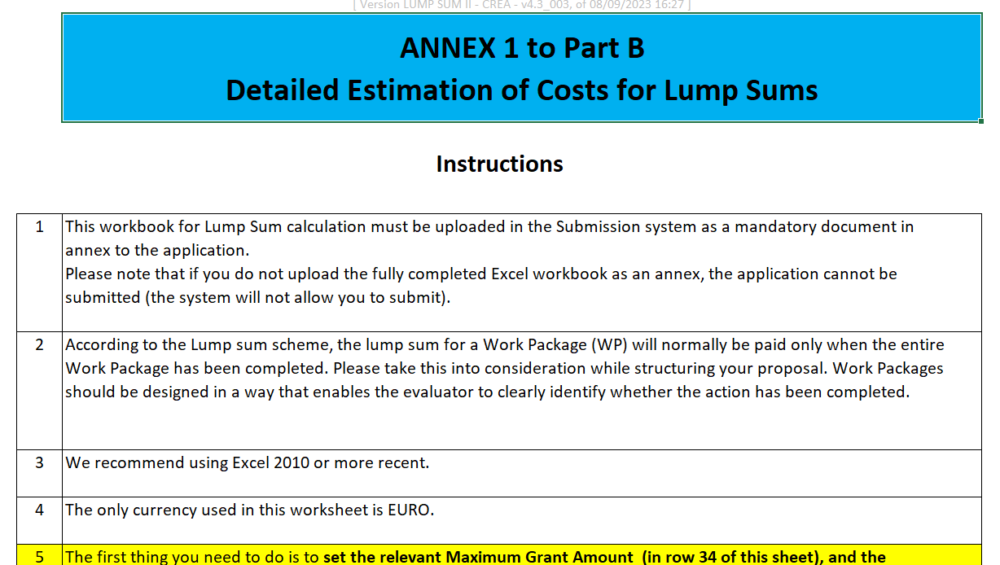 [ Version LUMP SUM II - CREA - v4.3_003, of 08/09/2023 16:27 ]
ANNEX 1 to Part B
Detailed Estimation of Costs for Lump Sums
Instructions
1 This workbook for Lump Sum calculation must be uploaded in the Submission system as a mandatory document in
annex to the application.
Please note that if you do not upload the fully completed Excel workbook as an annex, the application cannot be
submitted (the system will not allow you to submit).
2 According to the Lump sum scheme, the lump sum for a Work Package (WP) will normally be paid only when the entire
Work Package has been completed. Please take this into consideration while structuring your proposal. Work Packages
should be designed in a way that enables the evaluator to clearly identify whether the action has been completed.
3 We recommend using Excel 2010 or more recent.
4 The only currency used in this worksheet is EURO.
5 The first thing you need to do is to set the relevant Maximum Grant Amount (in row 34 of this sheet), and the